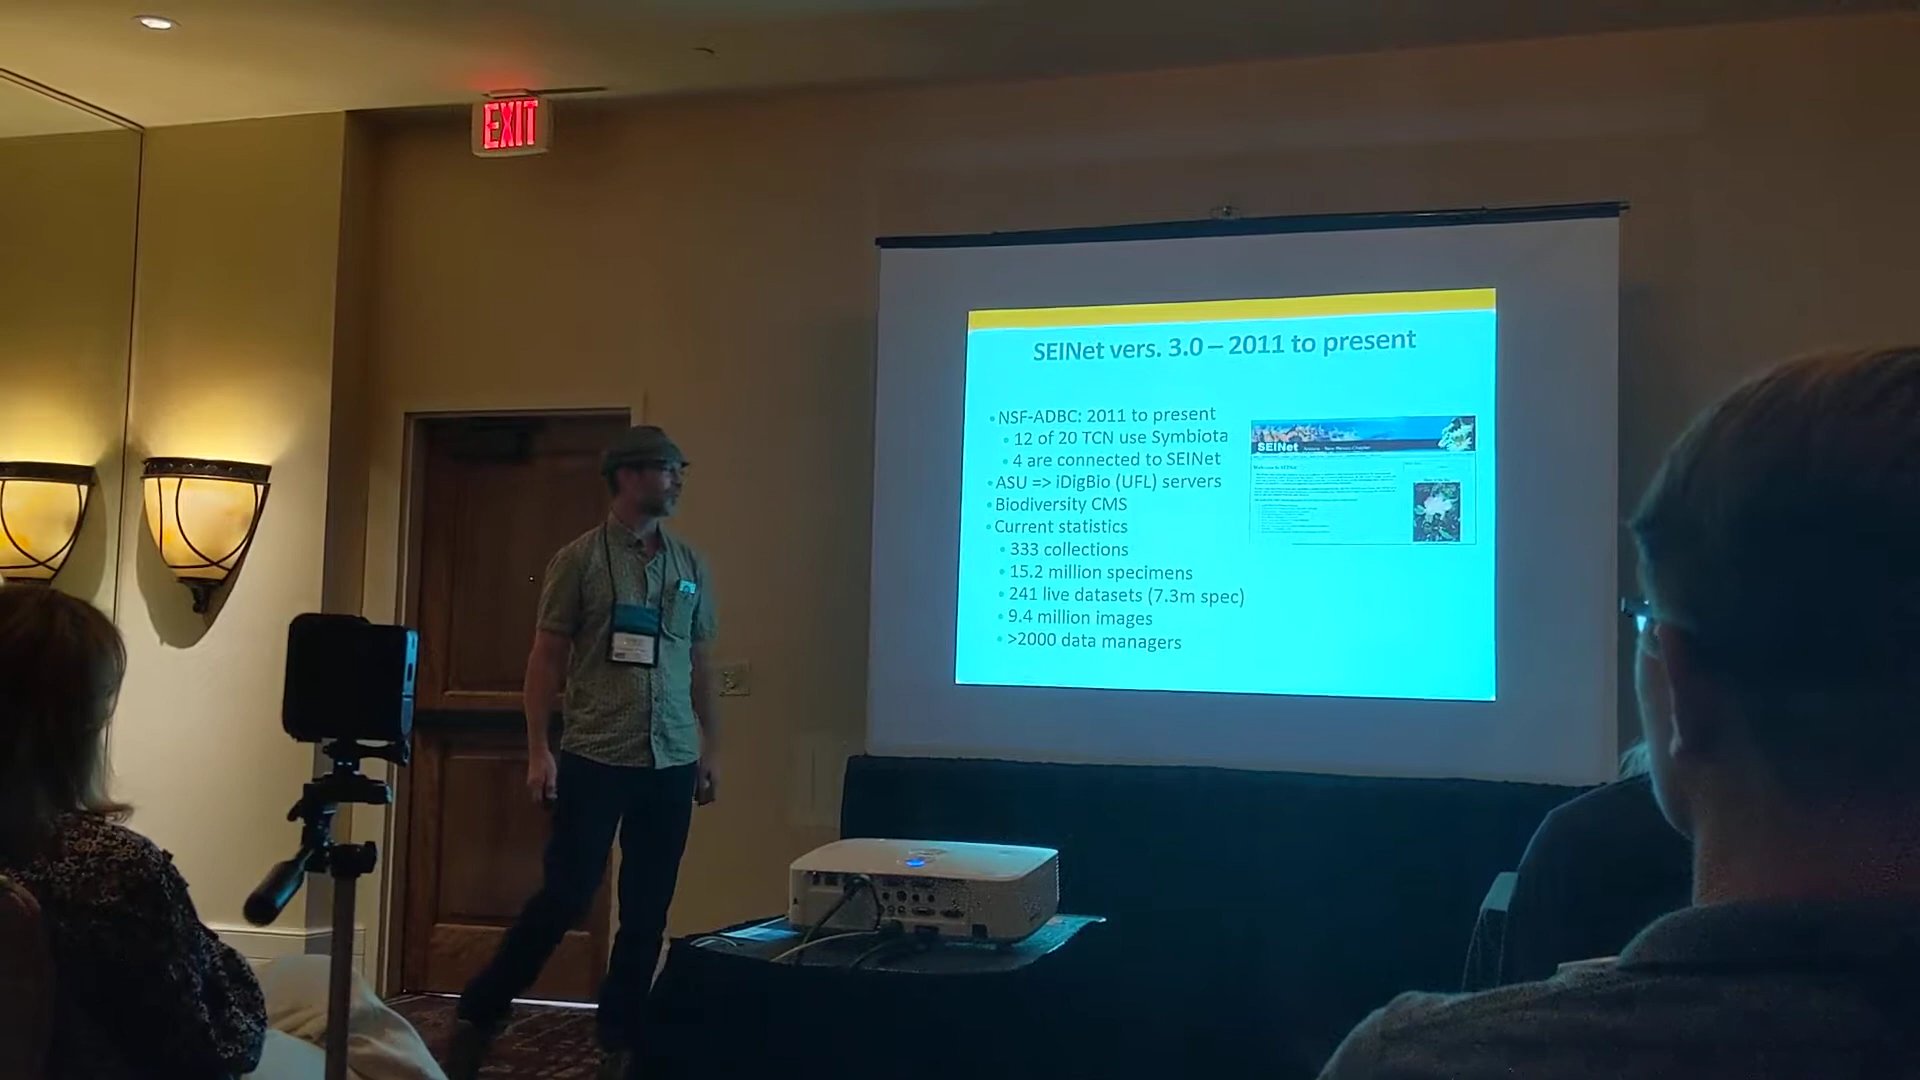 EXIT
SEINet vers. 3.0 – 2011 to present
• NSF-ADBC: 2011 to present
• 12 of 20 TCN use Symbiota
• 4 are connected to SEINet
• ASU => iDigBio (UFL) servers
• Biodiversity CMS
• Current statistics
• 333 collections
• 15.2 million specimens
• 241 live datasets (7.3m spec)
• 9.4 million images
• >2000 data managers
SEINet